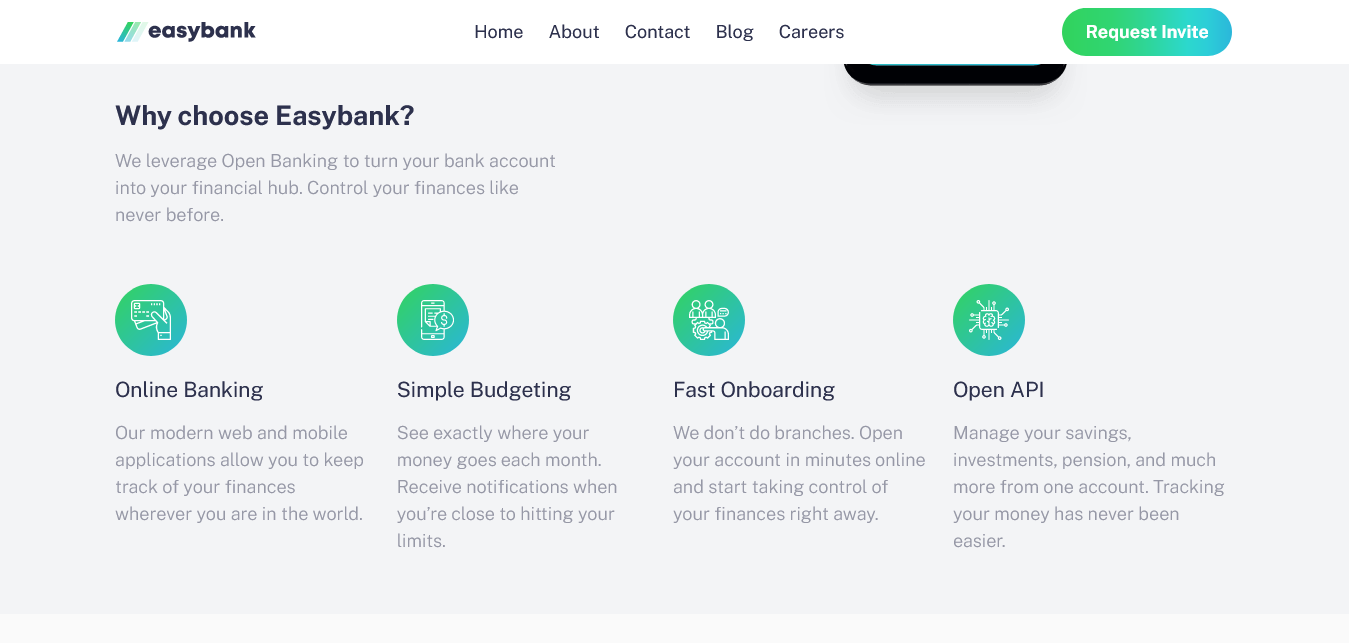 easybank
Home About Contact Blog Careers
Request Invite
Why choose Easybank?
We leverage Open Banking to turn your bank account
into your financial hub. Control your finances like
never before.
Online Banking
Our modern web and mobile
applications allow you to keep
track of your finances
wherever you are in the world.
Simple Budgeting
See exactly where your
money goes each month.
Receive notifications when
you’re close to hitting your
limits.
Fast Onboarding
We don’t do branches. Open
your account in minutes online
and start taking control of
your finances right away.
Open API
Manage your savings,
investments, pension, and much
more from one account. Tracking
your money has never been
easier.